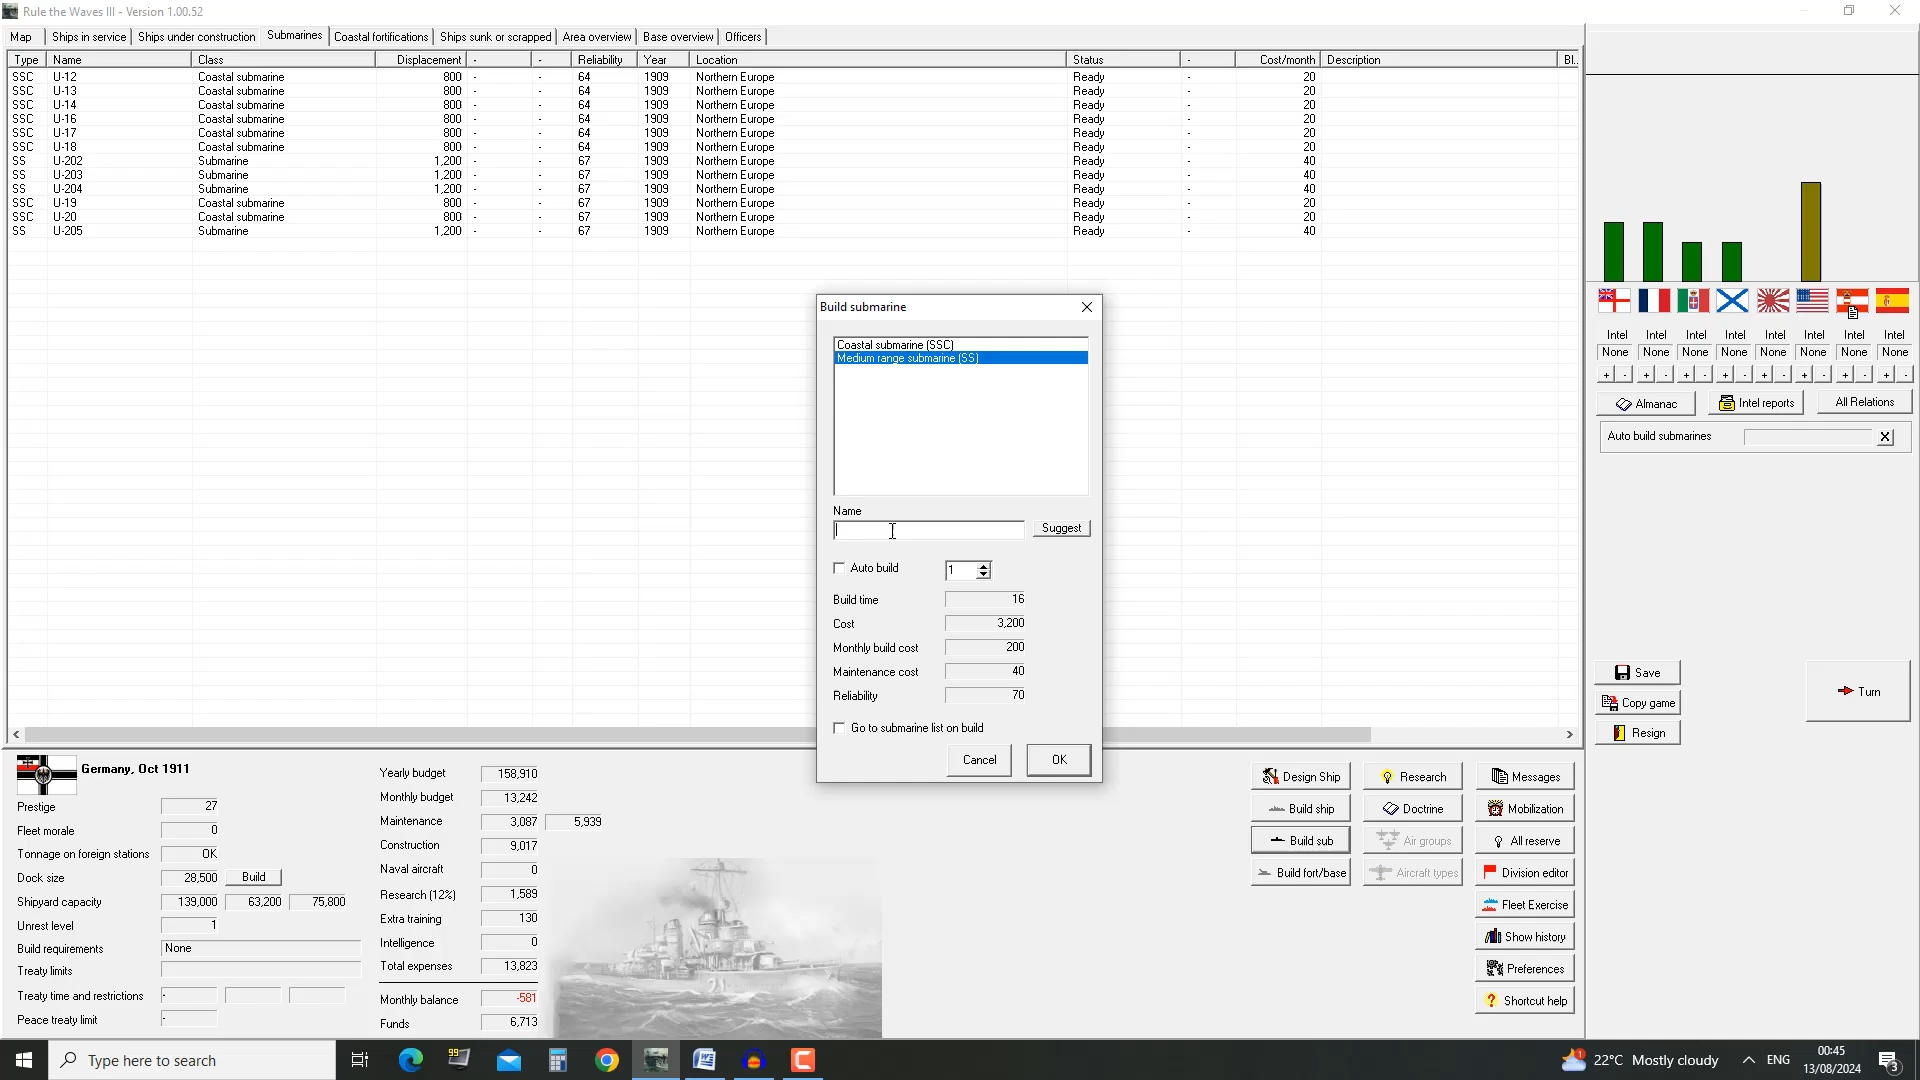 Rule the Waves III - Version 1.00.52
Map Ships in service Ships under construction Submarines Coastal fortifications Ships sunk or scrapped Area overview Base overview Officers
Type Name Class Displacement - - Reliability Year Location Status - Cost/month Description Bl..
SSC U-12 Coastal submarine 800 - - 64 1909 Northern Europe Ready - 20
SSC U-13 Coastal submarine 800 - - 64 1909 Northern Europe Ready - 20
SSC U-14 Coastal submarine 800 - - 64 1909 Northern Europe Ready - 20
SSC U-16 Coastal submarine 800 - - 64 1909 Northern Europe Ready - 20
SSC U-17 Coastal submarine 800 - - 64 1909 Northern Europe Ready - 20
SSC U-18 Coastal submarine 800 - - 64 1909 Northern Europe Ready - 20
SS U-202 Submarine 1,200 - - 67 1909 Northern Europe Ready - 40
SS U-203 Submarine 1,200 - - 67 1909 Northern Europe Ready - 40
SS U-204 Submarine 1,200 - - 67 1909 Northern Europe Ready - 40
SSC U-19 Coastal submarine 800 - - 67 1909 Northern Europe Ready - 20
SSC U-20 Coastal submarine 800 - - 67 1909 Northern Europe Ready - 20
SS U-205 Submarine 1,200 - - 67 1909 Northern Europe Ready - 40
Build submarine
Coastal submarine (SSC)
Medium range submarine (SS)
Name
Suggest
Auto build 1
Build time 16
Cost 3,200
Monthly build cost 200
Maintenance cost 40
Reliability 70
Go to submarine list on build
Cancel OK
Intel Intel Intel Intel Intel Intel Intel Intel
None None None None None None None None
+ - + - + - + - + - + - + - + -
Almanac Intel reports All Relations
Auto build submarines X
Save
Copy game
Resign
Turn
Germany, Oct 1911
Prestige 27
Fleet morale 0
Tonnage on foreign stations OK
Dock size 28,500 Build
Shipyard capacity 139,000 63,200 75,800
Unrest level 1
Build requirements None
Treaty limits
Treaty time and restrictions -
Peace treaty limit -
Yearly budget 158,910
Monthly budget 13,242
Maintenance 3,087 5,939
Construction 9,017
Naval aircraft 0
Research (12%) 1,589
Extra training 130
Intelligence 0
Total expenses 13,823
Monthly balance -581
Funds 6,713
Design Ship Research Messages
Build ship Doctrine Mobilization
Build sub Air groups All reserve
Build fort/base Aircraft types Division editor
Fleet Exercise
Show history
Preferences
Shortcut help
Type here to search
22°C Mostly cloudy ENG
00:45
13/08/2024
3